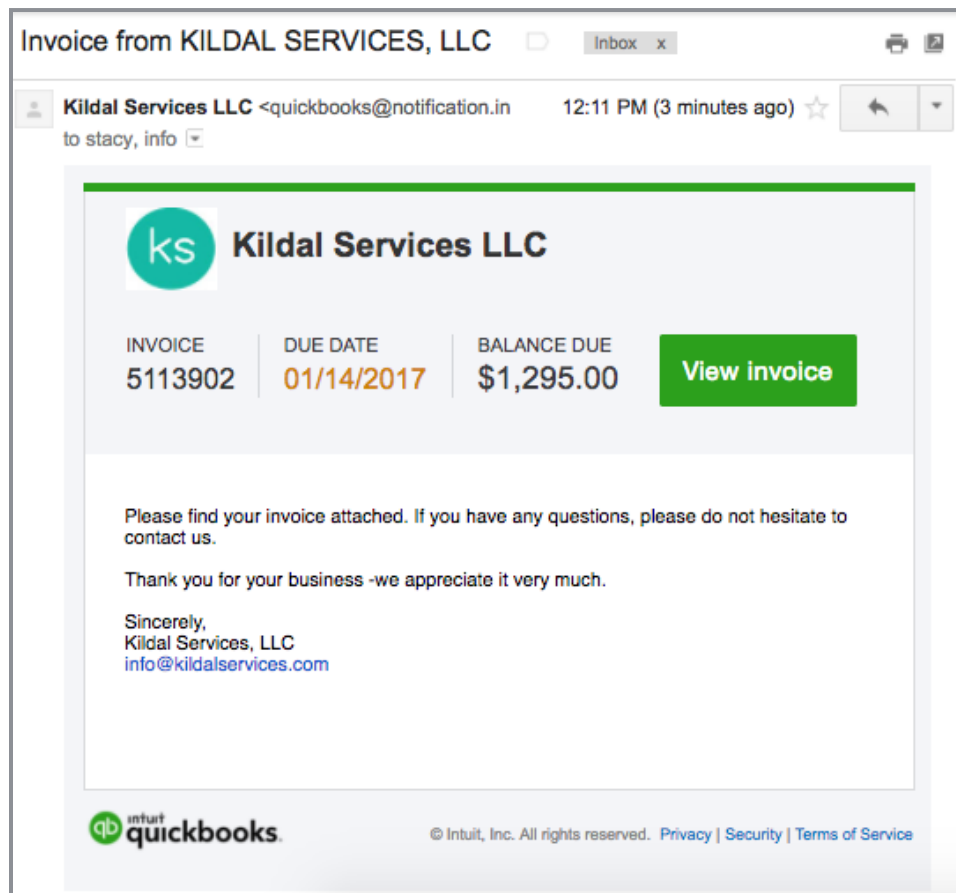 Invoice from KILDAL SERVICES, LLC Inbox x
Kildal Services LLC <quickbooks@notification.in 12:11 PM (3 minutes ago)
to stacy, info
ks Kildal Services LLC
INVOICE DUE DATE BALANCE DUE
5113902 01/14/2017 $1,295.00 View invoice
Please find your invoice attached. If you have any questions, please do not hesitate to
contact us.
Thank you for your business -we appreciate it very much.
Sincerely,
Kildal Services, LLC
info@kildalservices.com
qb intuit quickbooks. © Intuit, Inc. All rights reserved. Privacy | Security | Terms of Service